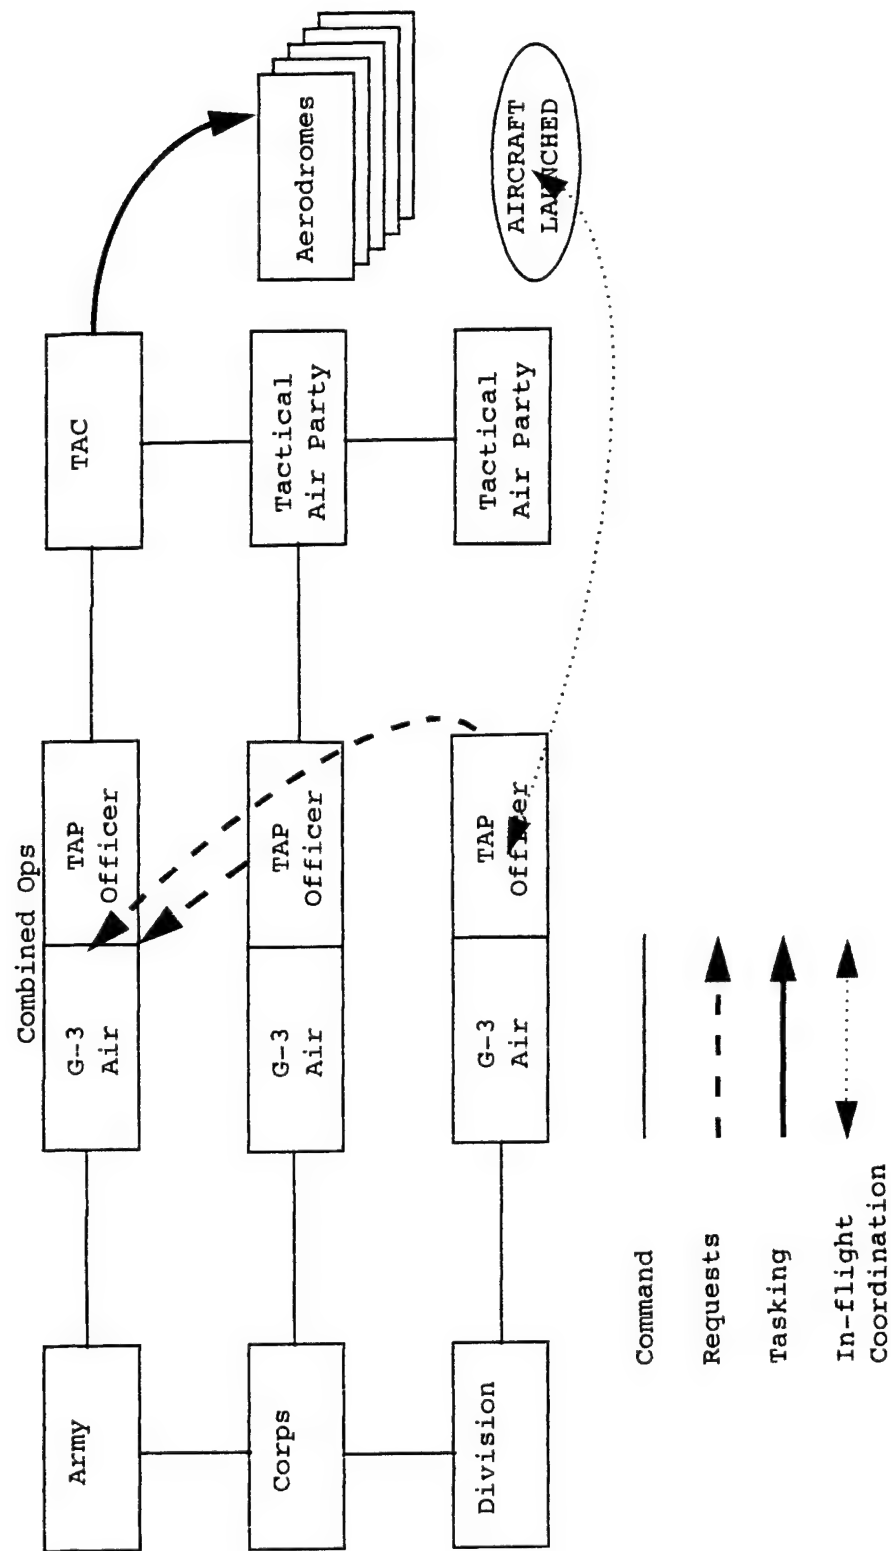 Combined Ops
Army
G-3
Air
TAP
Officer
TAC
Aerodromes
Corps
G-3
Air
TAP
Officer
Tactical
Air Party
AIRCRAFT
LAUNCHED
Division
G-3
Air
TAP
Officer
Tactical
Air Party
Command
Requests
Tasking
In-flight
Coordination